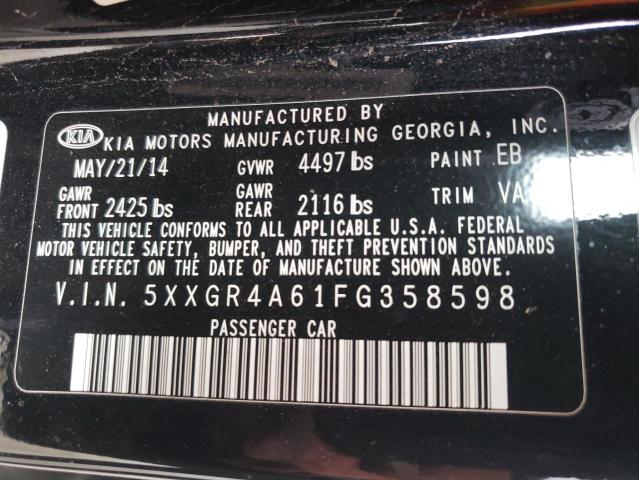 MANUFACTURED BY
KIA KIA MOTORS MANUFACTURING GEORGIA, INC.
MAY/21/14 GVWR 4497 lbs PAINT EB
GAWR FRONT 2425 lbs GAWR REAR 2116 lbs TRIM VA
THIS VEHICLE CONFORMS TO ALL APPLICABLE U.S.A. FEDERAL
MOTOR VEHICLE SAFETY, BUMPER, AND THEFT PREVENTION STANDARDS
IN EFFECT ON THE DATE OF MANUFACTURE SHOWN ABOVE.
V.I.N. 5XXGR4A61FG358598
PASSENGER CAR